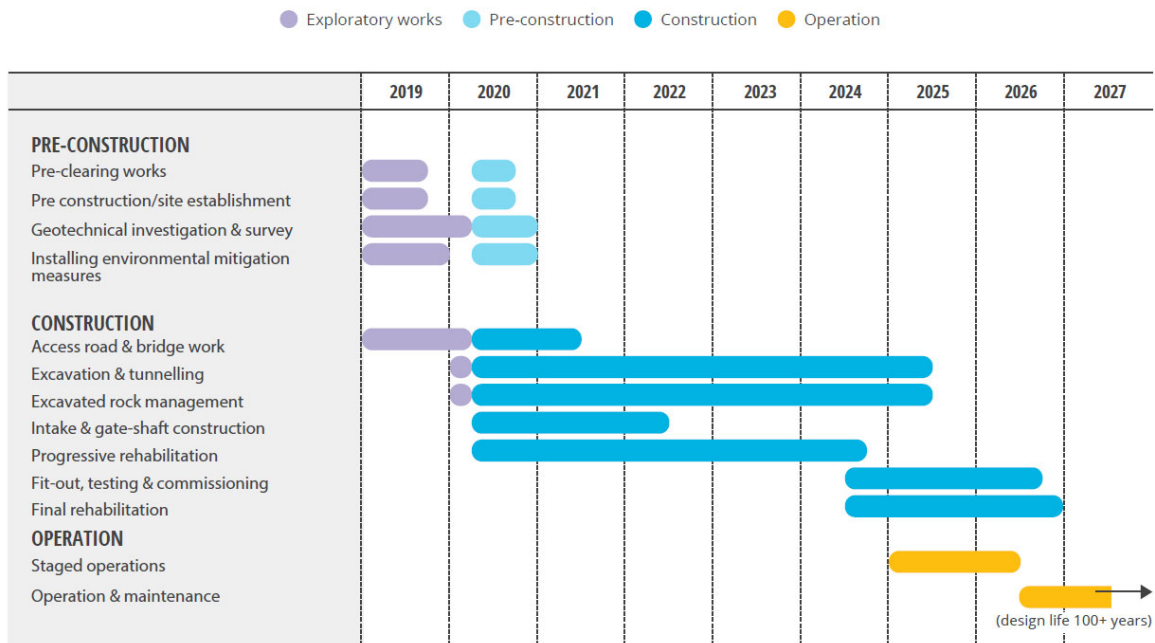 Exploratory works Pre-construction Construction Operation
2019 2020 2021 2022 2023 2024 2025 2026 2027
PRE-CONSTRUCTION
Pre-clearing works
Pre construction/site establishment
Geotechnical investigation & survey
Installing environmental mitigation
measures
CONSTRUCTION
Access road & bridge work
Excavation & tunnelling
Excavated rock management
Intake & gate-shaft construction
Progressive rehabilitation
Fit-out, testing & commissioning
Final rehabilitation
OPERATION
Staged operations
Operation & maintenance
(design life 100+ years)